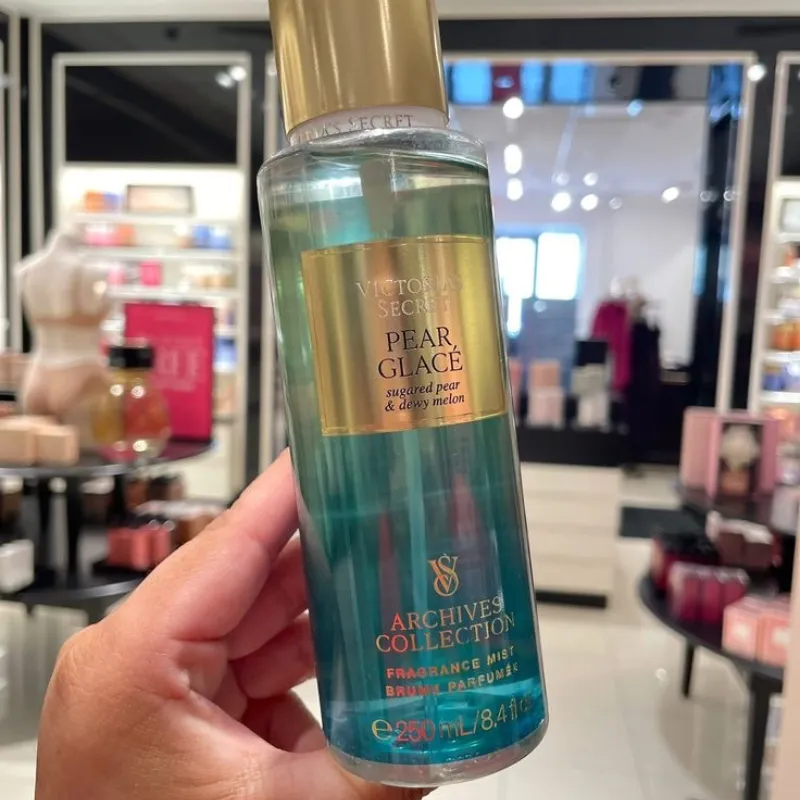 VICTORIA'S
SECRET
PEAR
GLACÉ
sugared pear
& dewy melon
VS
ARCHIVES
COLLECTION
FRAGRANCE MIST
BRUME PARFUMÉE
℮250 mL/8.4 fl